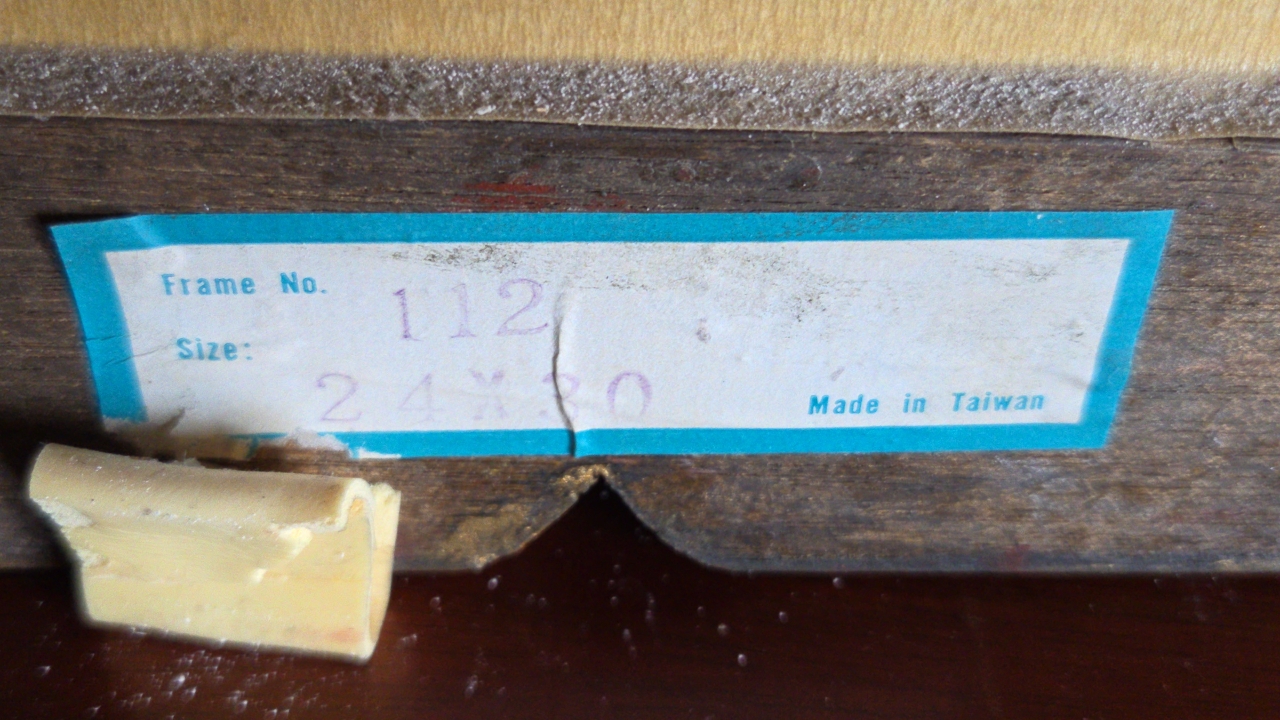 Frame No. 112
Size: 24X30
Made in Taiwan